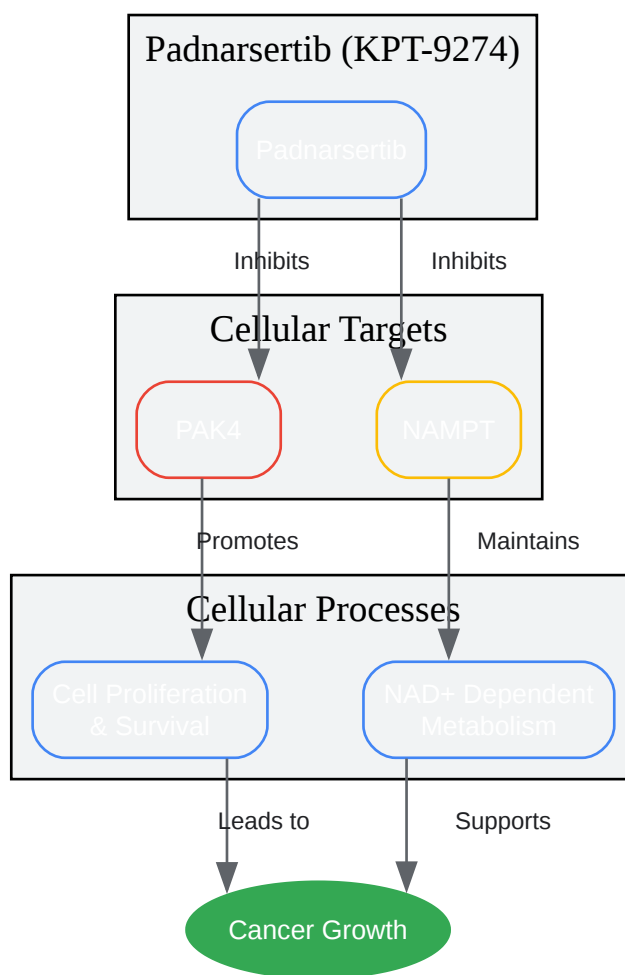 Padnarsertib (KPT-9274)
Padnarsertib
Inhibits
Inhibits
Cellular Targets
PAK4
NAMPT
Promotes
Maintains
Cellular Processes
Cell Proliferation
& Survival
NAD+ Dependent
Metabolism
Leads to
Supports
Cancer Growth